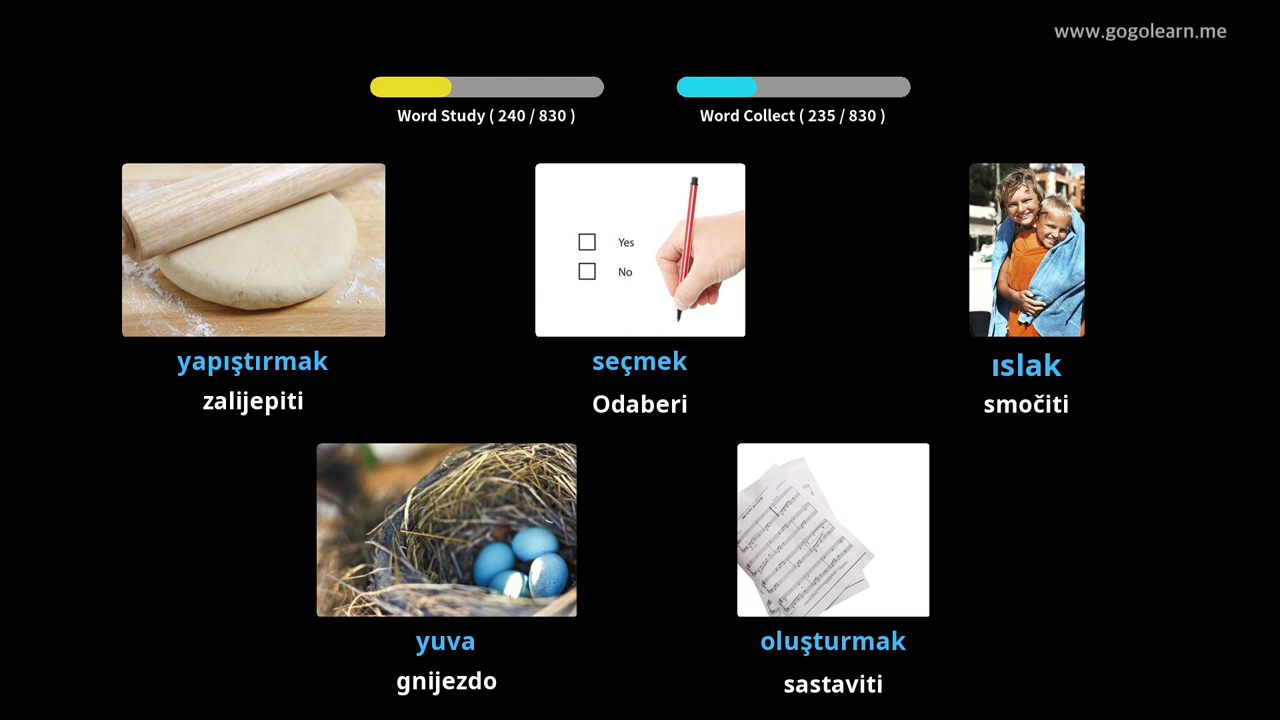 www.gogolearn.me
Word Study ( 240 / 830 )
Word Collect ( 235 / 830 )
Yes
No
yapıştırmak
zalijepiti
seçmek
Odaberi
ıslak
smočiti
yuva
gnijezdo
oluşturmak
sastaviti